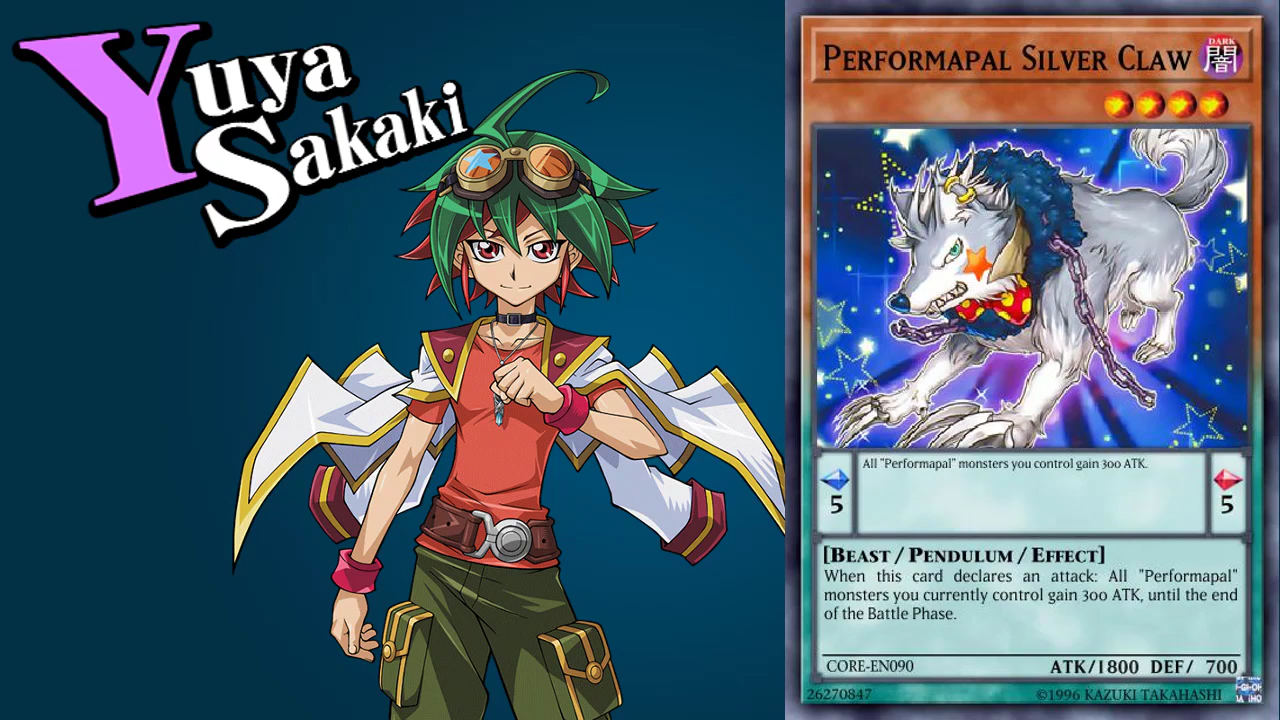 Yuya
Sakaki
PERFORMAPAL SILVER CLAW
DARK
闇
All "Performapal" monsters you control gain 300 ATK.
5
5
[BEAST / PENDULUM / EFFECT]
When this card declares an attack: All "Performapal"
monsters you currently control gain 300 ATK, until the end
of the Battle Phase.
CORE-EN090
ATK/1800 DEF/ 700
26270847
©1996 KAZUKI TAKAHASHI